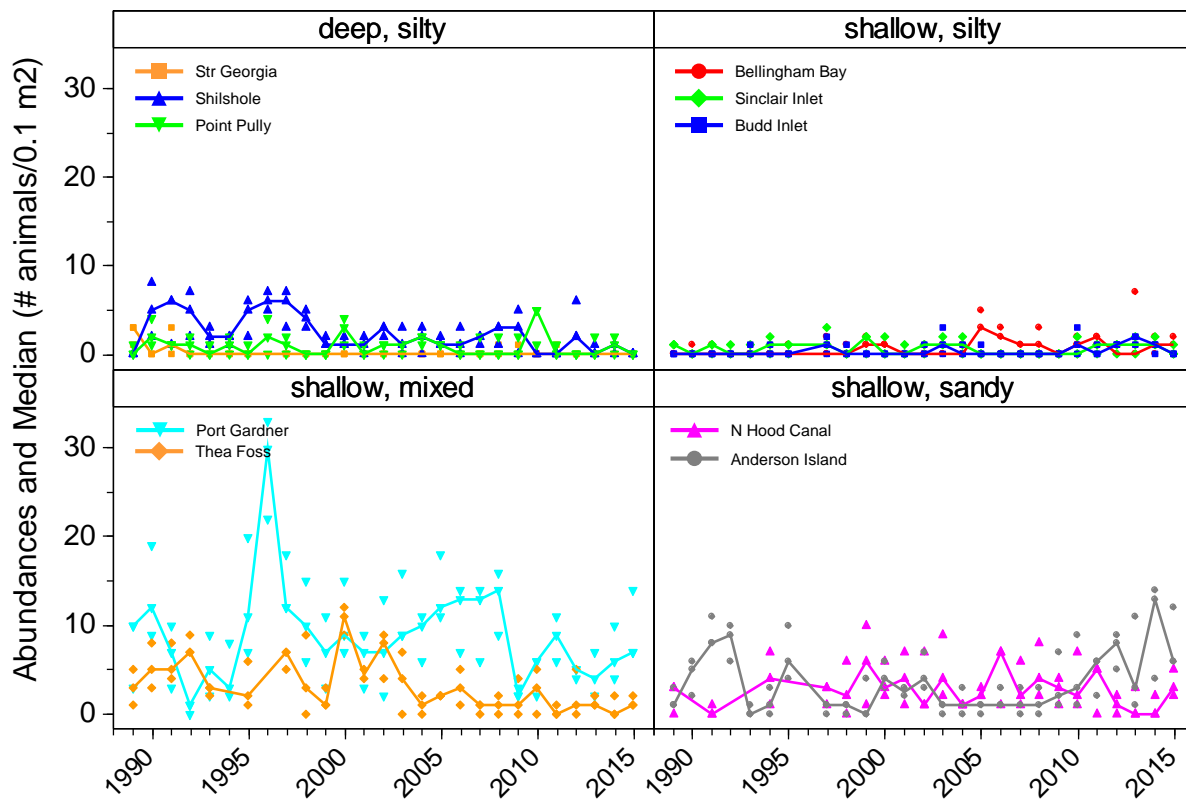 deep, silty
shallow, silty
Str Georgia
Shilshole
Point Pully
Bellingham Bay
Sinclair Inlet
Budd Inlet
30
20
10
0
Abundances and Median (# animals/0.1 m2)
shallow, mixed
shallow, sandy
Port Gardner
Thea Foss
N Hood Canal
Anderson Island
30
20
10
0
1990
1995
2000
2005
2010
2015
1990
1995
2000
2005
2010
2015